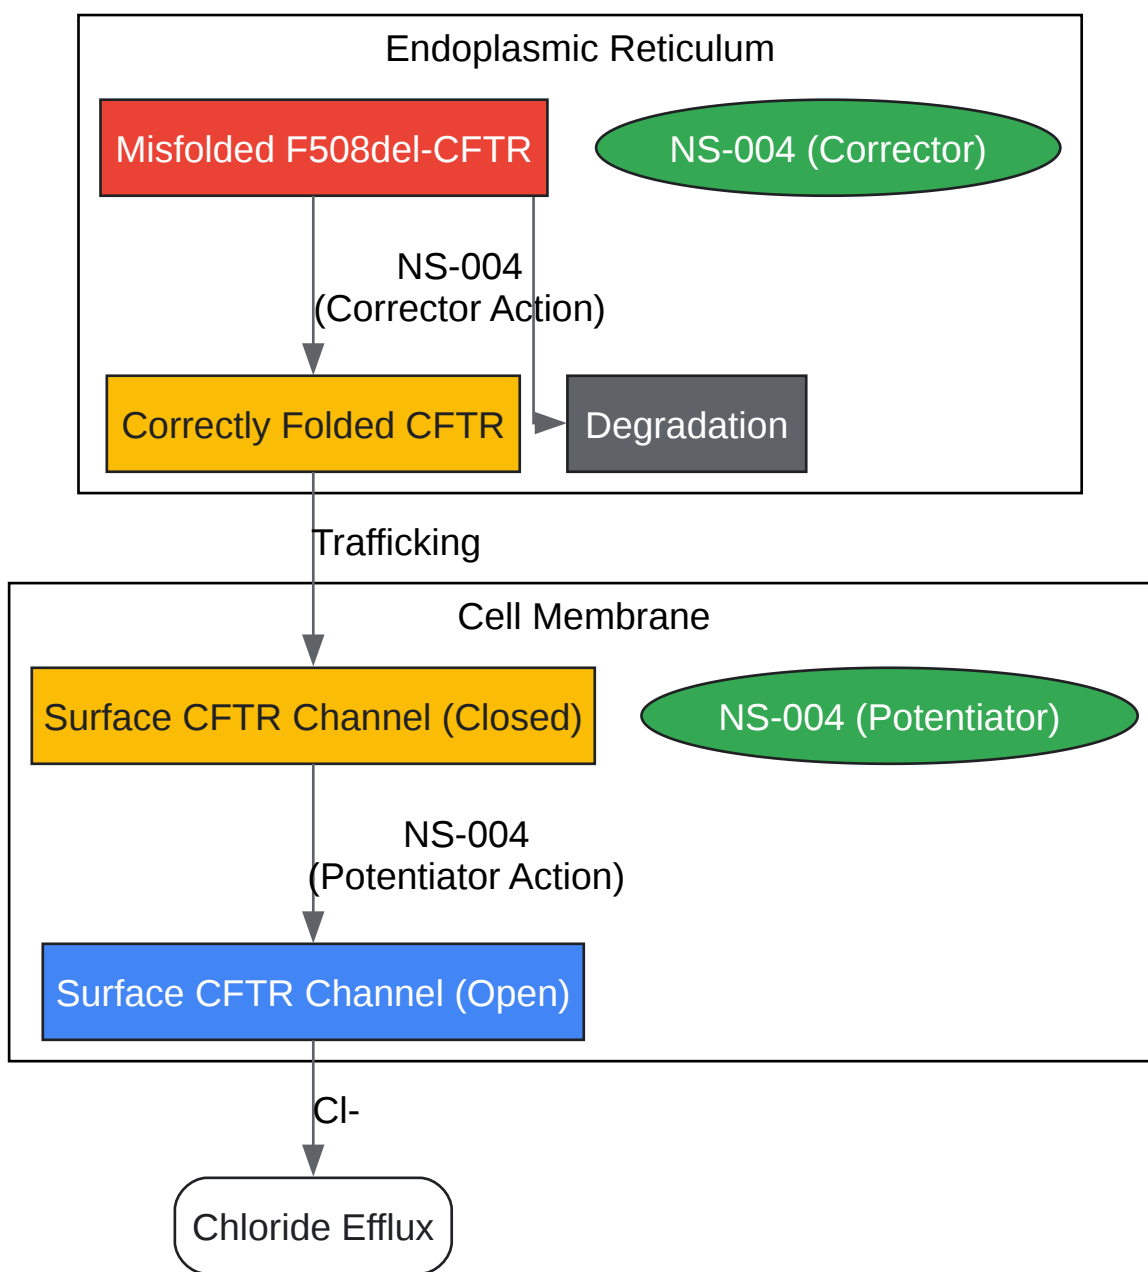 Endoplasmic Reticulum
Misfolded F508del-CFTR
NS-004 (Corrector)
NS-004
(Corrector Action)
Correctly Folded CFTR
Degradation
Trafficking
Cell Membrane
Surface CFTR Channel (Closed)
NS-004 (Potentiator)
NS-004
(Potentiator Action)
Surface CFTR Channel (Open)
Cl-
Chloride Efflux